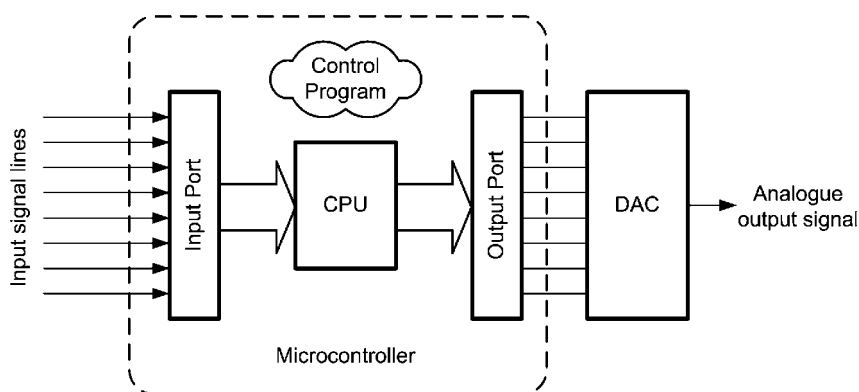 Control
Program
Input signal lines
Input Port
CPU
Output Port
DAC
Analogue
output signal
Microcontroller